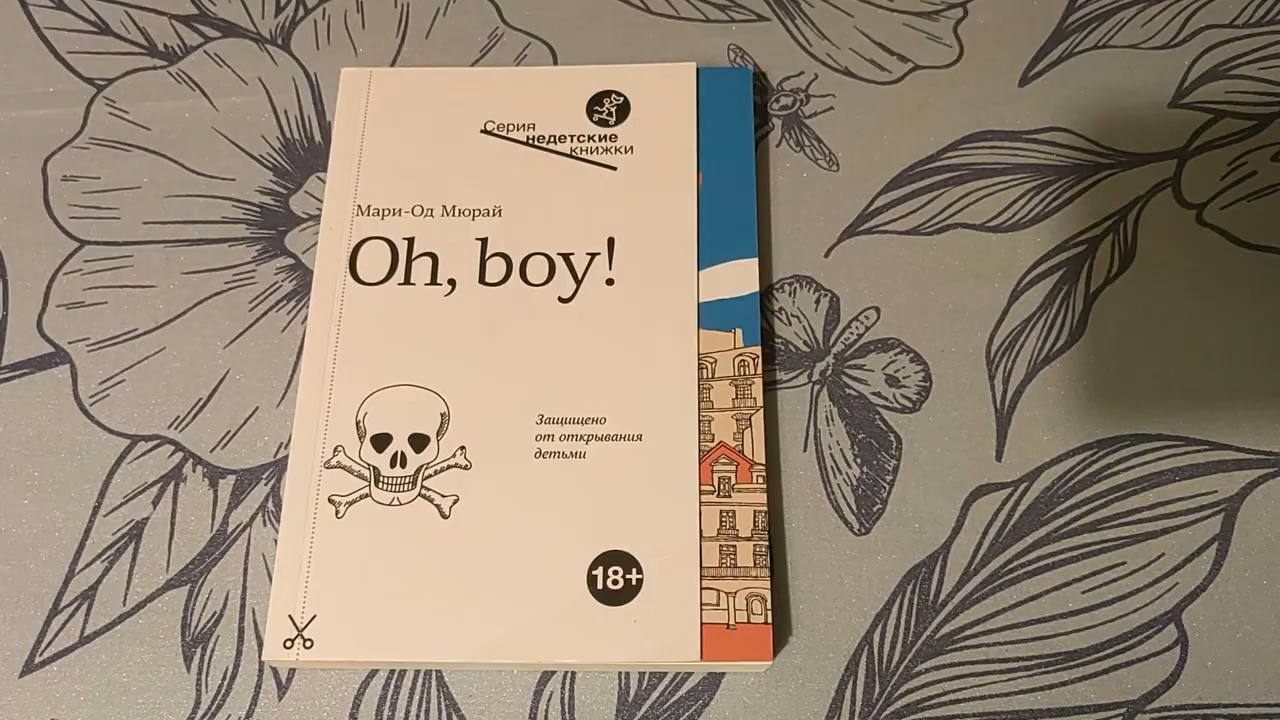 Серия
недетские
книжки
Мари-Од Мюрай
Oh, boy!
Защищено
от открывания
детьми
18+